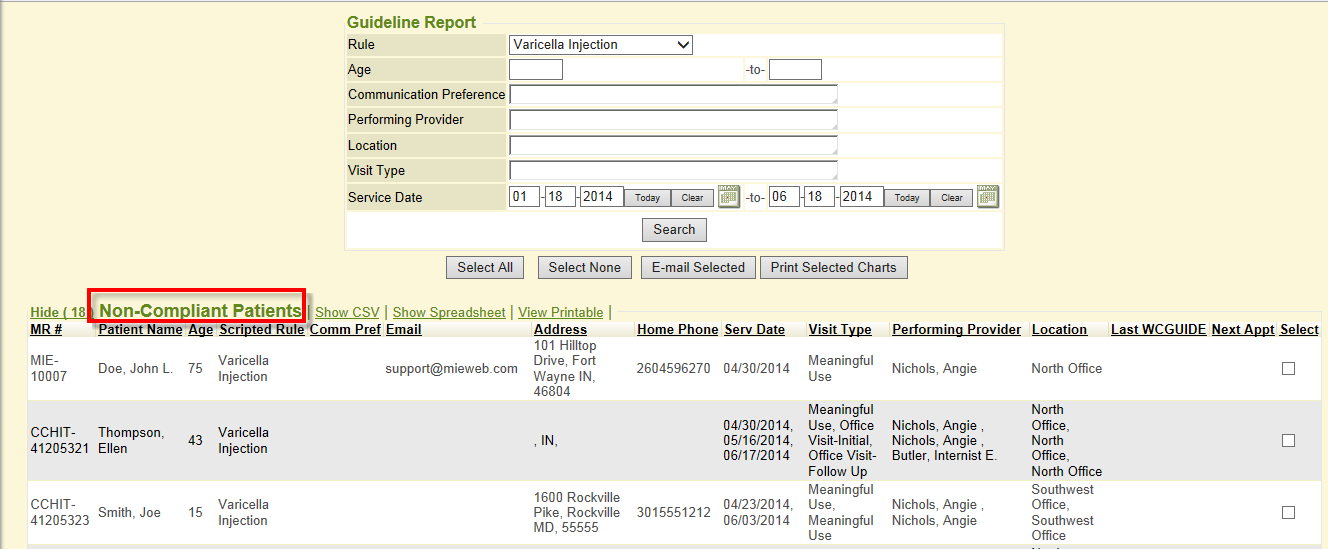 Guideline Report
Rule Varicella Injection
Age -to-
Communication Preference
Performing Provider
Location
Visit Type
Service Date 01 -18 -2014 Today Clear MAY -to- 06 -18 -2014 Today Clear MAY
Search
Select All Select None E-mail Selected Print Selected Charts
Hide ( 18 ) Non-Compliant Patients | Show CSV | Show Spreadsheet | View Printable |
MR # Patient Name Age Scripted Rule Comm Pref Email Address Home Phone Serv Date Visit Type Performing Provider Location Last WCGUIDE Next Appt Select
MIE-
10007
Doe, John L.
75
Varicella
Injection
support@mieweb.com
101 Hilltop
Drive, Fort
Wayne IN,
46804
2604596270
04/30/2014
Meaningful
Use
Nichols, Angie
North Office
CCHIT-
41205321
Thompson,
Ellen
43
Varicella
Injection
, IN,
04/30/2014,
05/16/2014,
06/17/2014
Meaningful
Use, Office
Visit-Initial,
Office Visit-
Follow Up
Nichols, Angie ,
Nichols, Angie ,
Butler, Internist E.
North
Office,
North
Office,
North Office
CCHIT-
41205323
Smith, Joe
15
Varicella
Injection
1600 Rockville
Pike, Rockville
MD, 55555
3015551212
04/23/2014,
06/03/2014
Meaningful
Use,
Meaningful
Use
Nichols, Angie ,
Nichols, Angie
Southwest
Office,
Southwest
Office